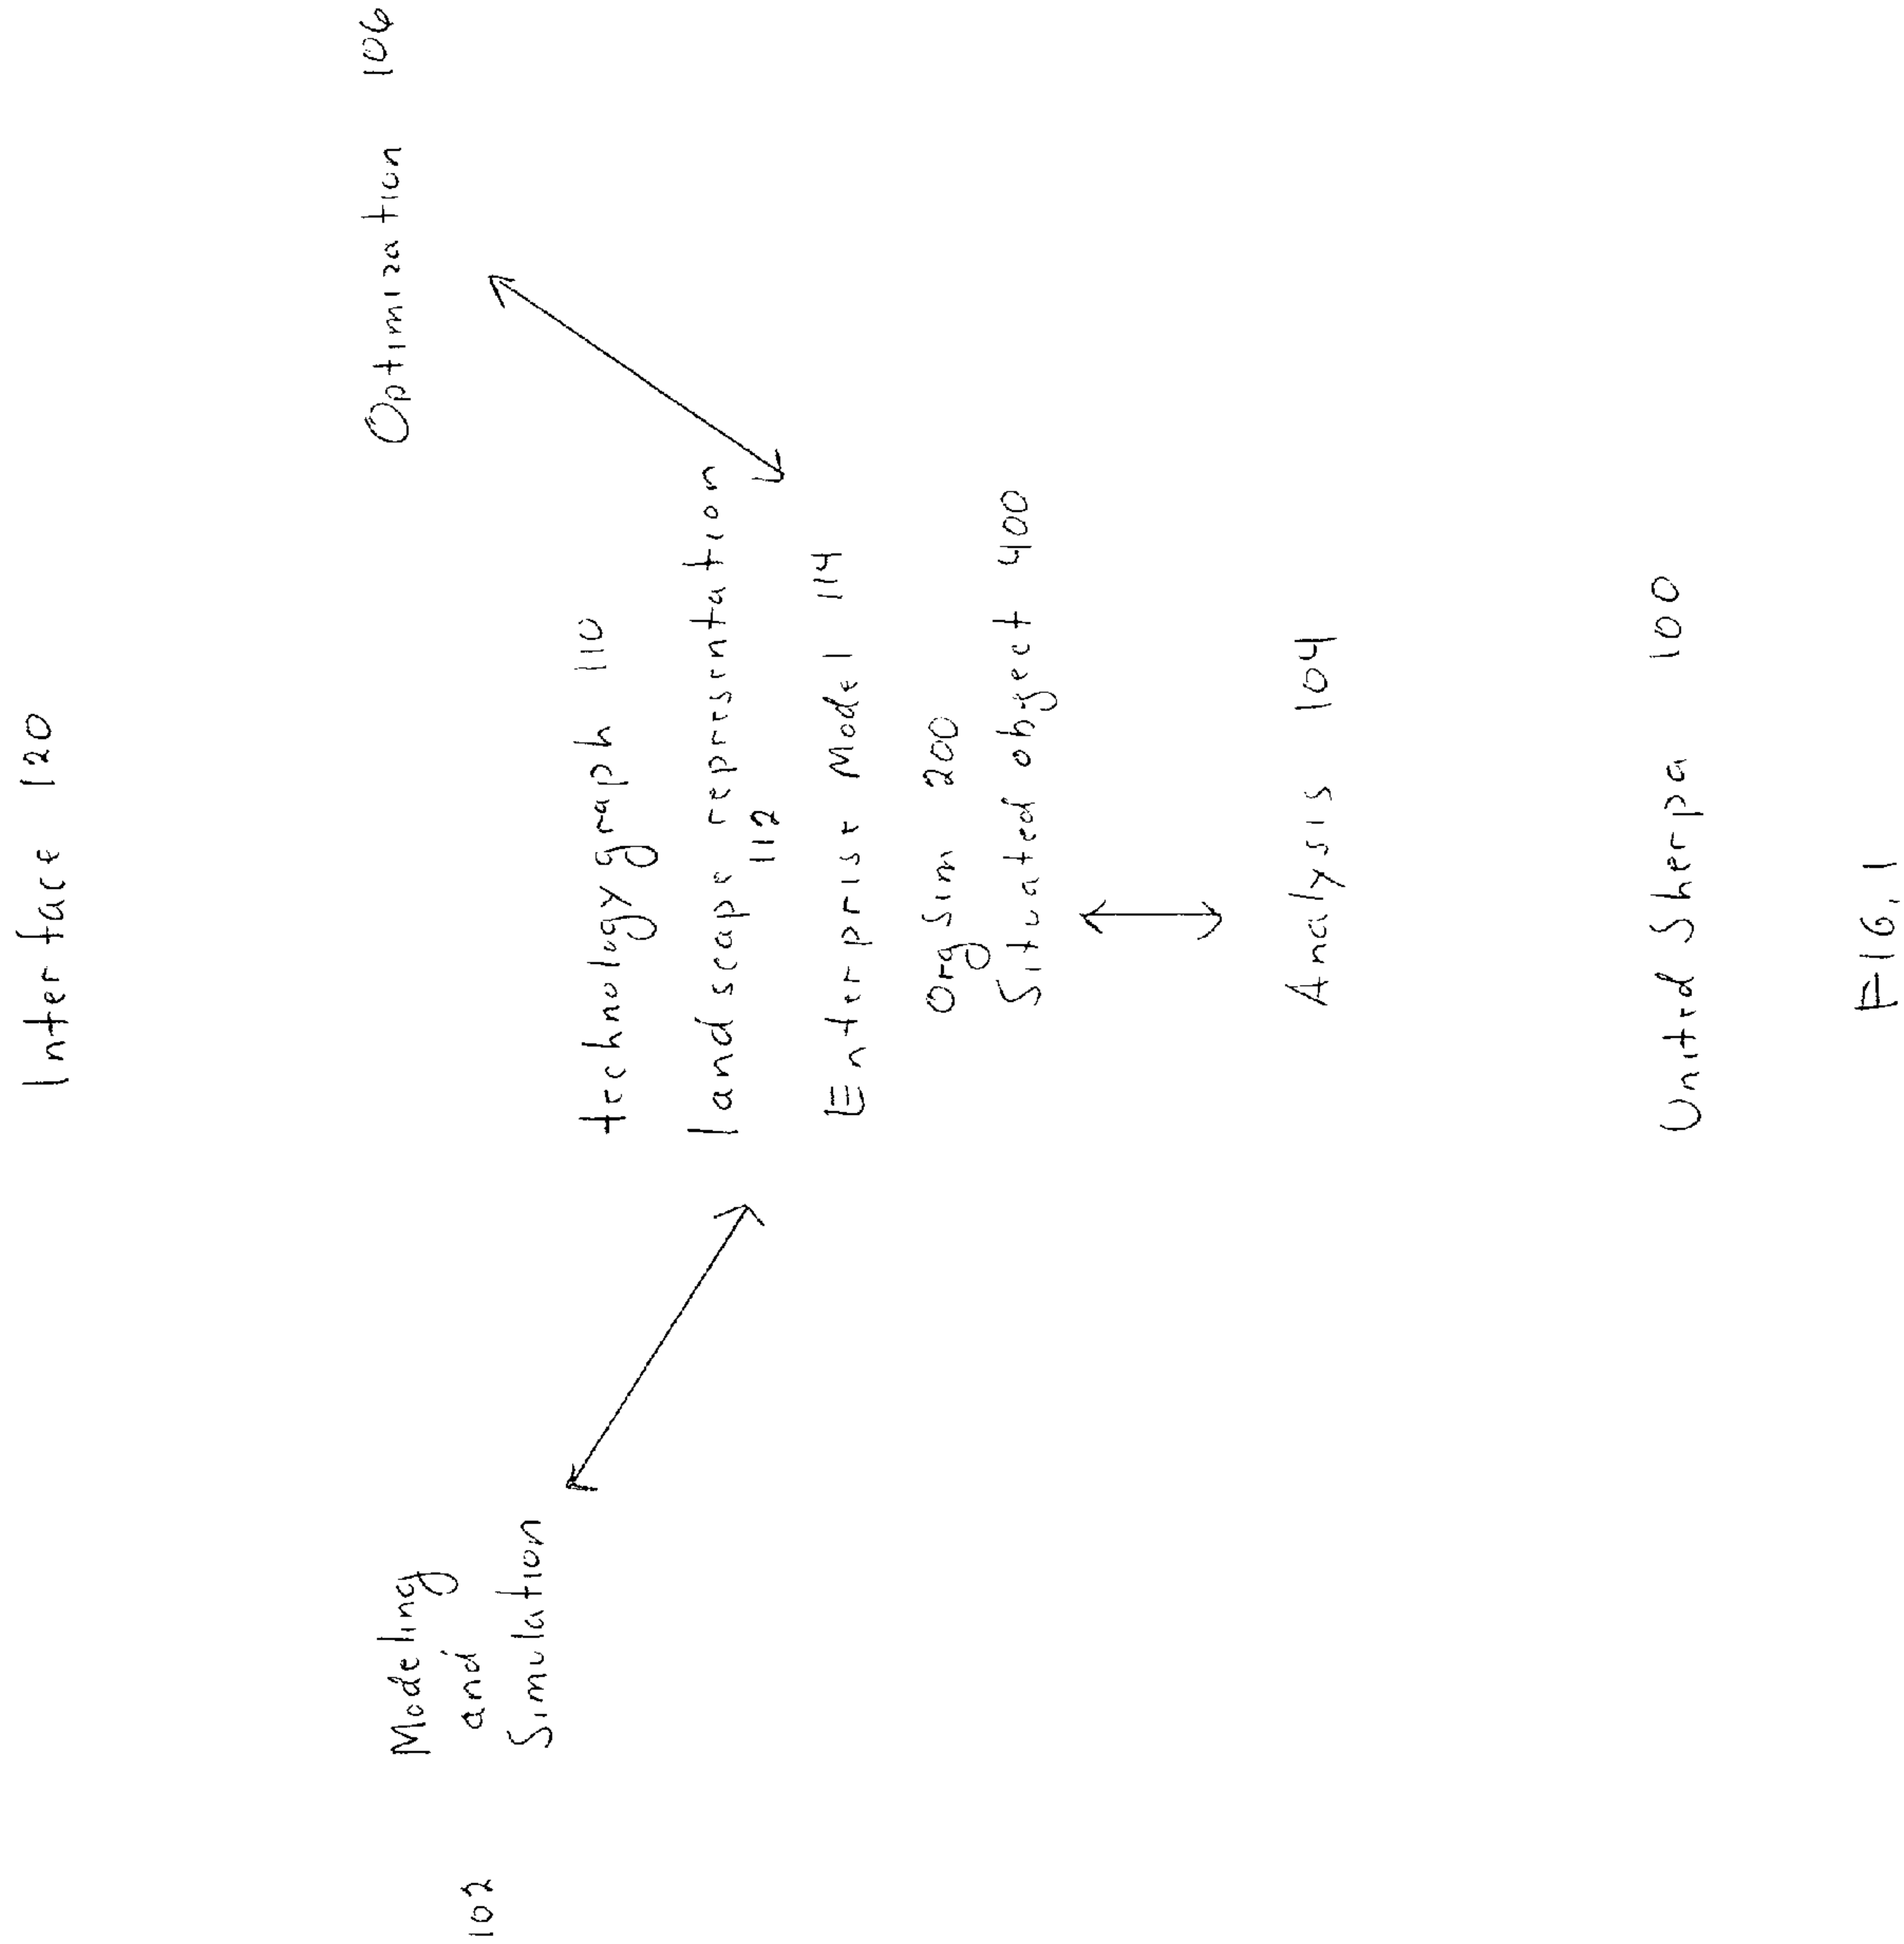 Interface 120
Optimization 106
Modeling
and
Simulation
102
technology graph 110
landscape representation
112
Enterprise Model 114
OrgSim 200
Situated object 400
Analysis 104
United Sherpa 100
FIG. 1